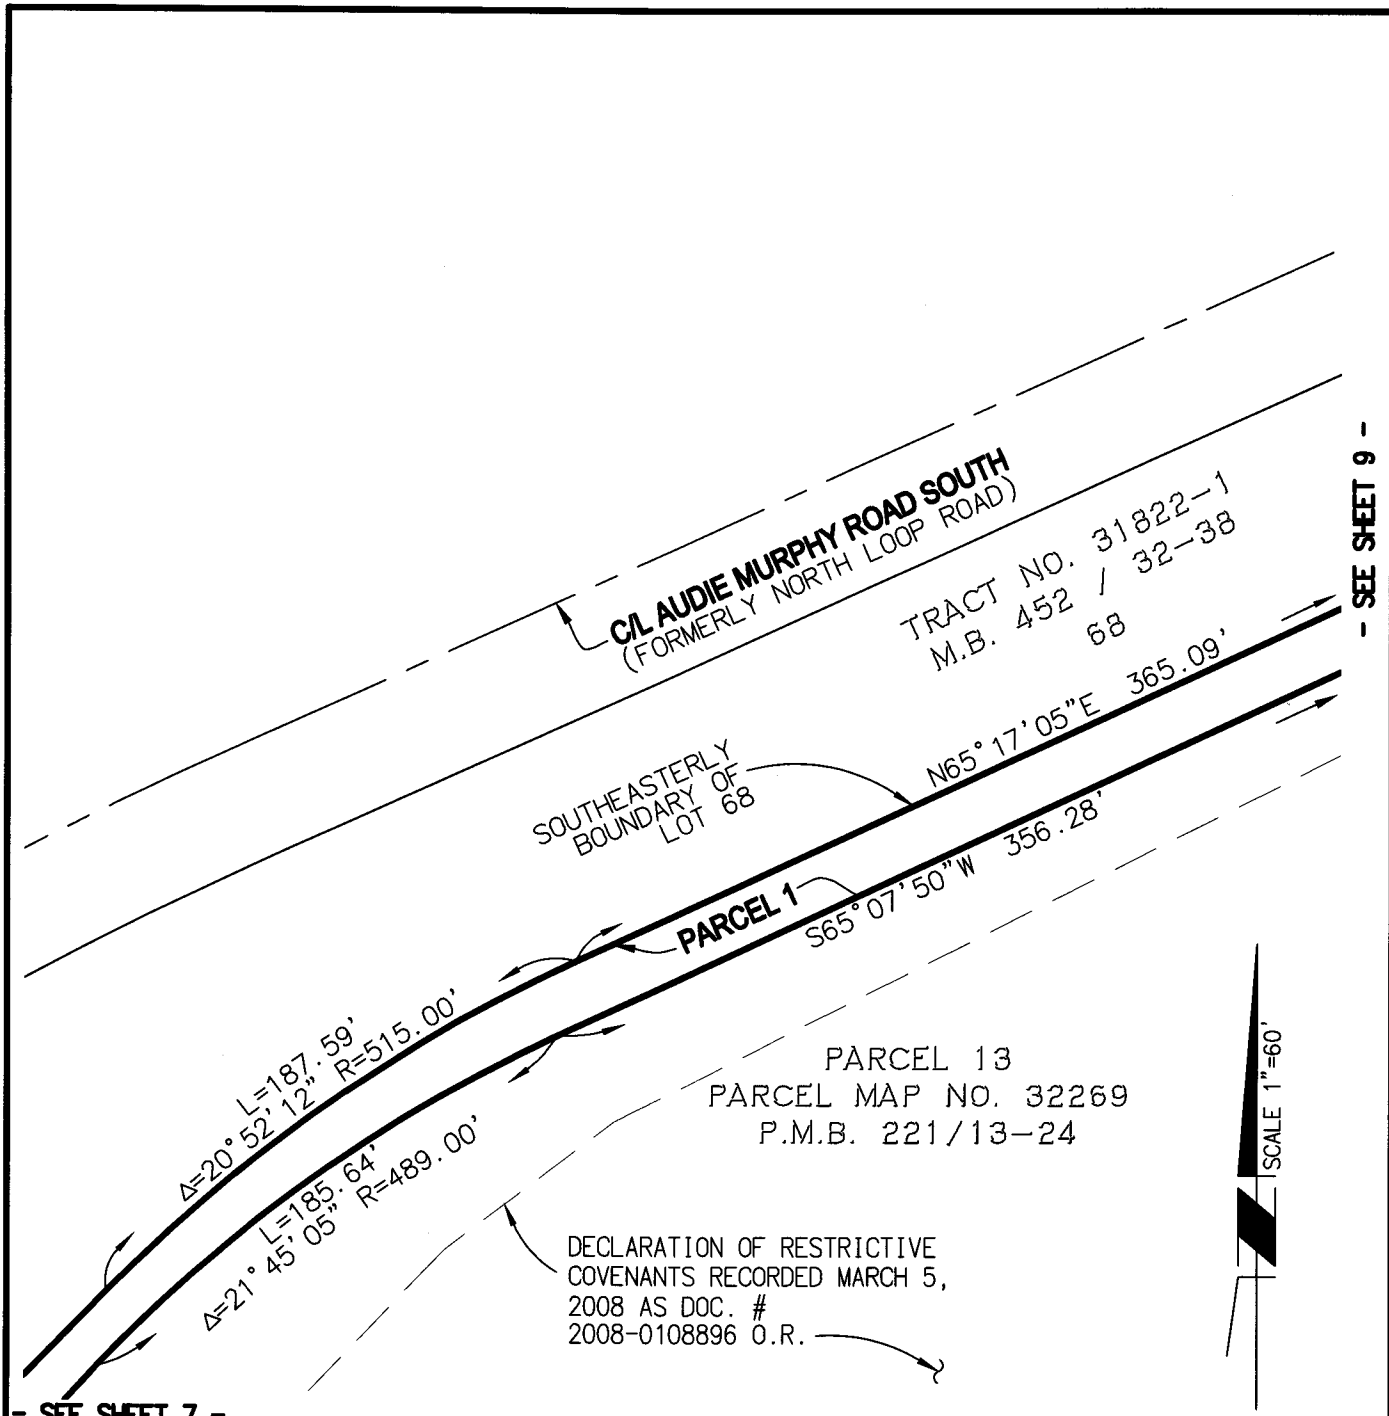 C/L AUDIE MURPHY ROAD SOUTH
(FORMERLY NORTH LOOP ROAD)
- SEE SHEET 9 -
TRACT NO. 31822-1
M.B. 452 / 32-38
68
N65°17'05"E 365.09'
SOUTHEASTERLY
BOUNDARY OF
LOT 68
PARCEL 1
S65°07'50"W 356.28'
L=187.59'
Δ=20°52'12" R=515.00'
L=185.64'
Δ=21°45'05" R=489.00'
PARCEL 13
PARCEL MAP NO. 32269
P.M.B. 221/13-24
SCALE 1"=60'
N
DECLARATION OF RESTRICTIVE
COVENANTS RECORDED MARCH 5,
2008 AS DOC. #
2008-0108896 O.R.
- SEE SHEET 7 -